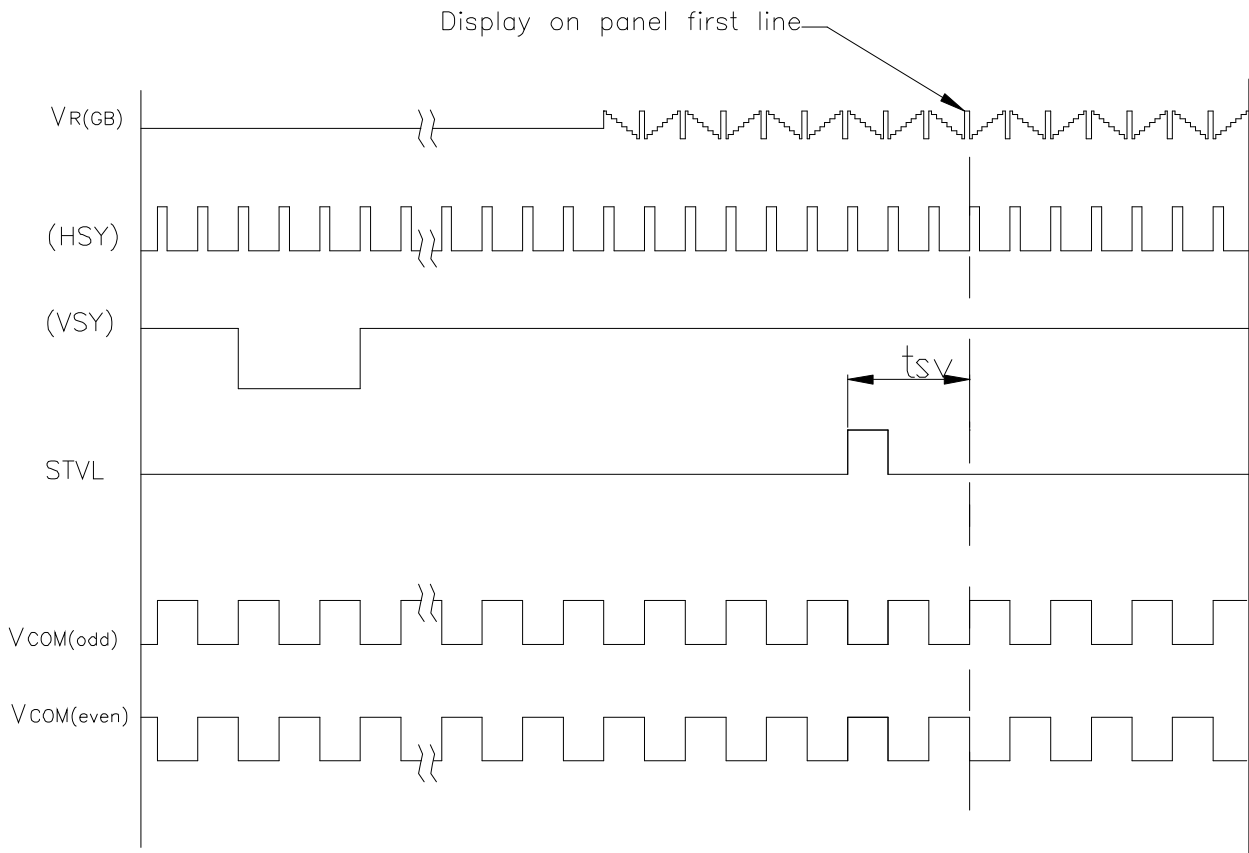 Display on panel first line
VR(GB)
(HSY)
(VSY)
tsv
STVL
VCOM(odd)
VCOM(even)